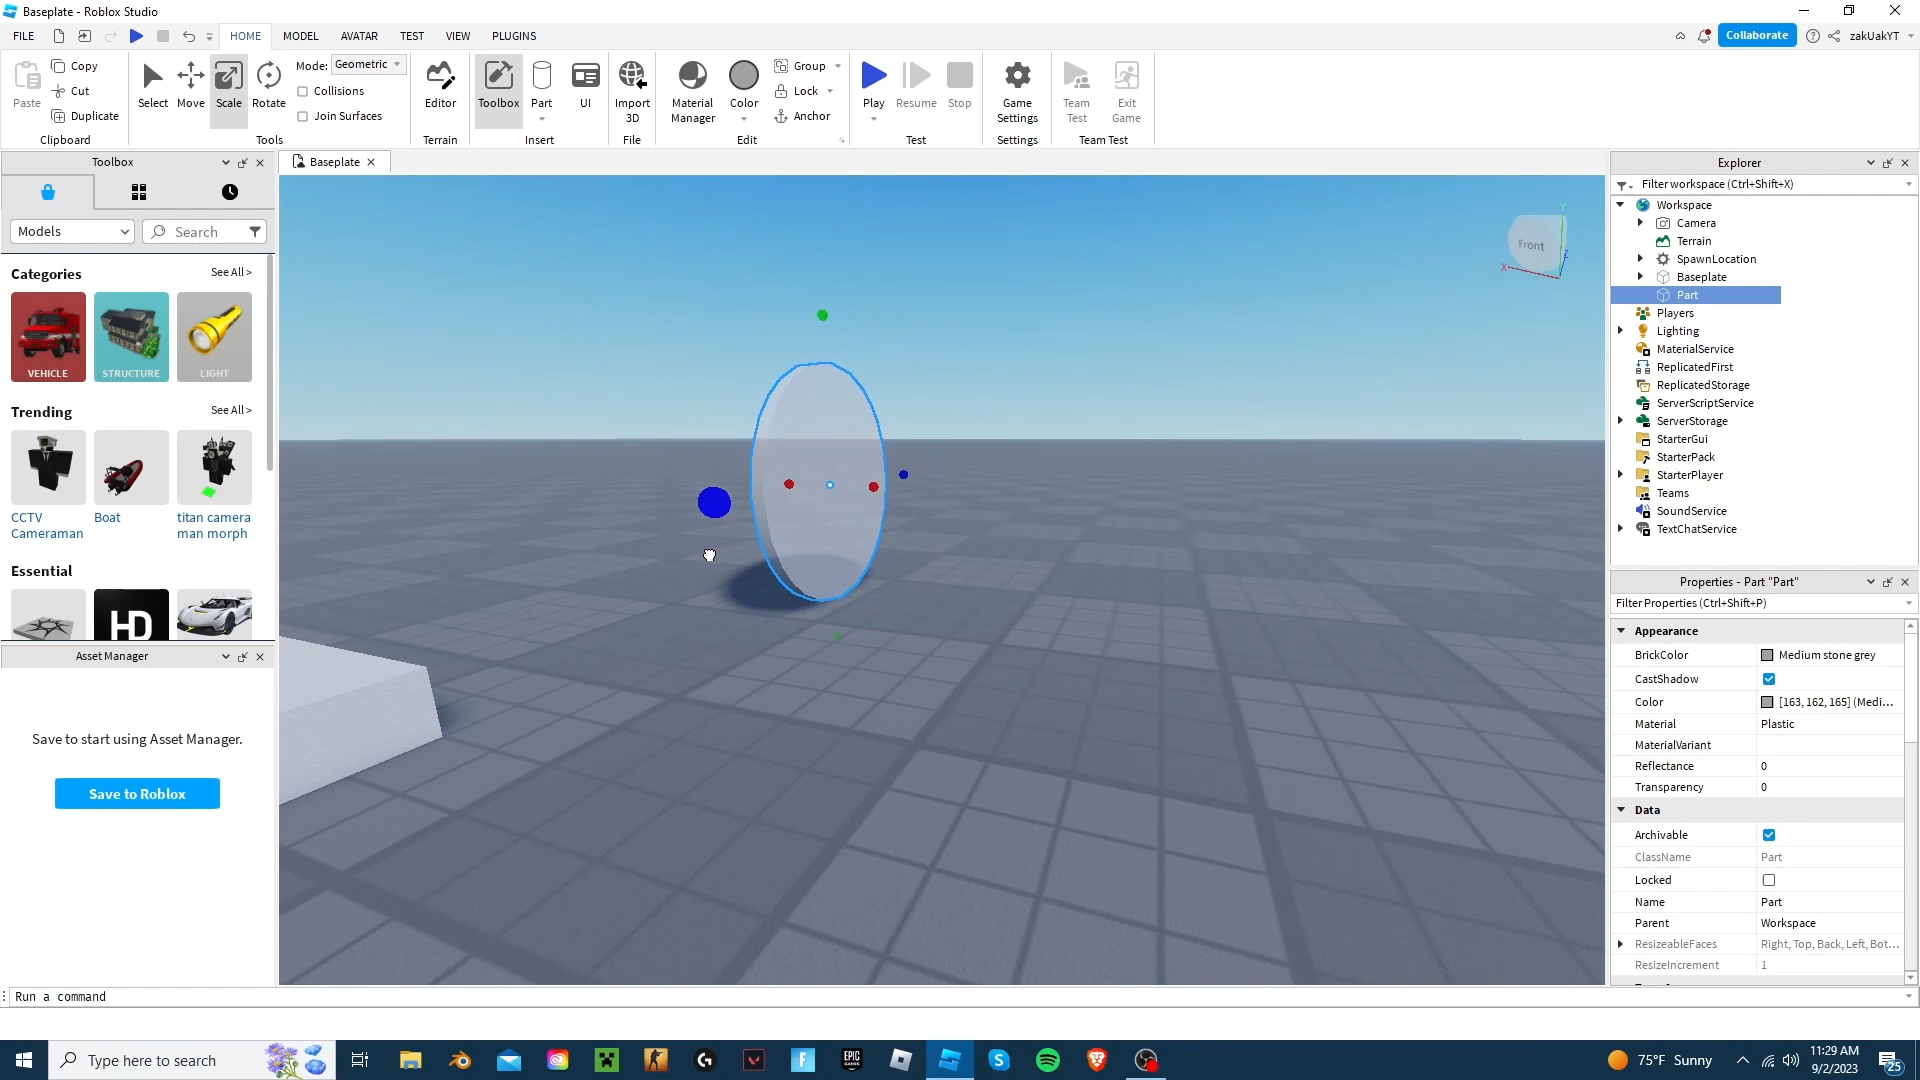 Baseplate - Roblox Studio
FILE
HOME
MODEL
AVATAR
TEST
VIEW
PLUGINS
Collaborate
zakUakYT
Paste
Copy
Cut
Duplicate
Clipboard
Select
Move
Scale
Rotate
Mode: Geometric
Collisions
Join Surfaces
Tools
Editor
Terrain
Toolbox
Part
UI
Insert
Import
3D
File
Material
Manager
Color
Group
Lock
Anchor
Edit
Play
Resume
Stop
Test
Game
Settings
Settings
Team
Test
Exit
Game
Team Test
Toolbox
Models
Search
Categories
See All >
VEHICLE
STRUCTURE
LIGHT
Trending
See All >
CCTV
Cameraman
Boat
titan camera
man morph
Essential
HD
Asset Manager
Save to start using Asset Manager.
Save to Roblox
Baseplate
Front
Y
X
Z
Explorer
Filter workspace (Ctrl+Shift+X)
Workspace
Camera
Terrain
SpawnLocation
Baseplate
Part
Players
Lighting
MaterialService
ReplicatedFirst
ReplicatedStorage
ServerScriptService
ServerStorage
StarterGui
StarterPack
StarterPlayer
Teams
SoundService
TextChatService
Properties - Part "Part"
Filter Properties (Ctrl+Shift+P)
Appearance
BrickColor Medium stone grey
CastShadow
Color [163, 162, 165] (Medi...
Material Plastic
MaterialVariant
Reflectance 0
Transparency 0
Data
Archivable
ClassName Part
Locked
Name Part
Parent Workspace
ResizeableFaces Right, Top, Back, Left, Bot...
ResizeIncrement 1
Run a command
Type here to search
EPIC
GAMES
75°F Sunny
11:29 AM
9/2/2023
25